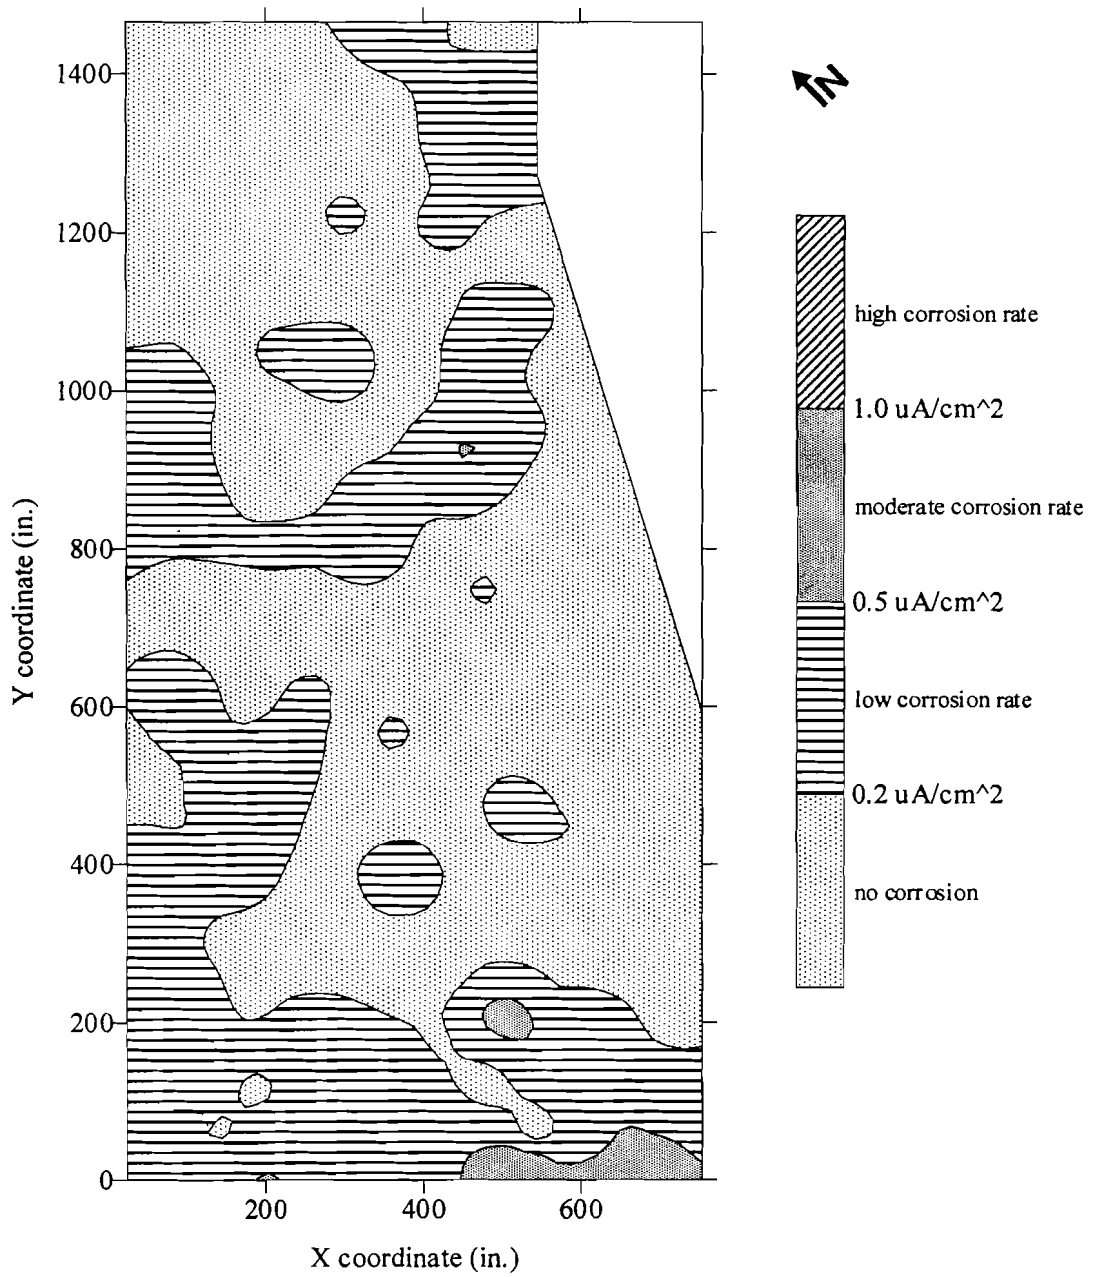 1400
1200
1000
800
600
400
200
0
200
400
600
X coordinate (in.)
Y coordinate (in.)
N
high corrosion rate
1.0 uA/cm^2
moderate corrosion rate
0.5 uA/cm^2
low corrosion rate
0.2 uA/cm^2
no corrosion